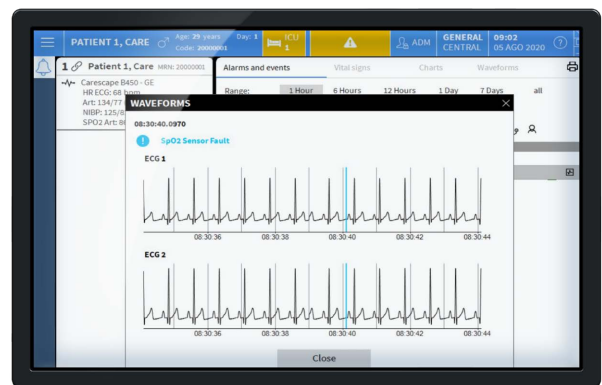 PATIENT 1, CARE
Age: 29 years
Code: 20000001
Day: 1
ICU
1
ADM
GENERAL
CENTRAL
09:02
05 AGO 2020
?
1 Patient 1, Care MRN: 20000001
Carescape B450 - GE
HR ECG: 68 bpm
Art: 134/77
NIBP: 125/8
SPO2 Art: 8
Alarms and events Vital signs Charts Waveforms
Range: 1 Hour 6 Hours 12 Hours 1 Day 7 Days all
WAVEFORMS
08:30:40.0970
SpO2 Sensor Fault
ECG 1
08:30:36 08:30:38 08:30:40 08:30:42 08:30:44
ECG 2
08:30:36 08:30:38 08:30:40 08:30:42 08:30:44
Close